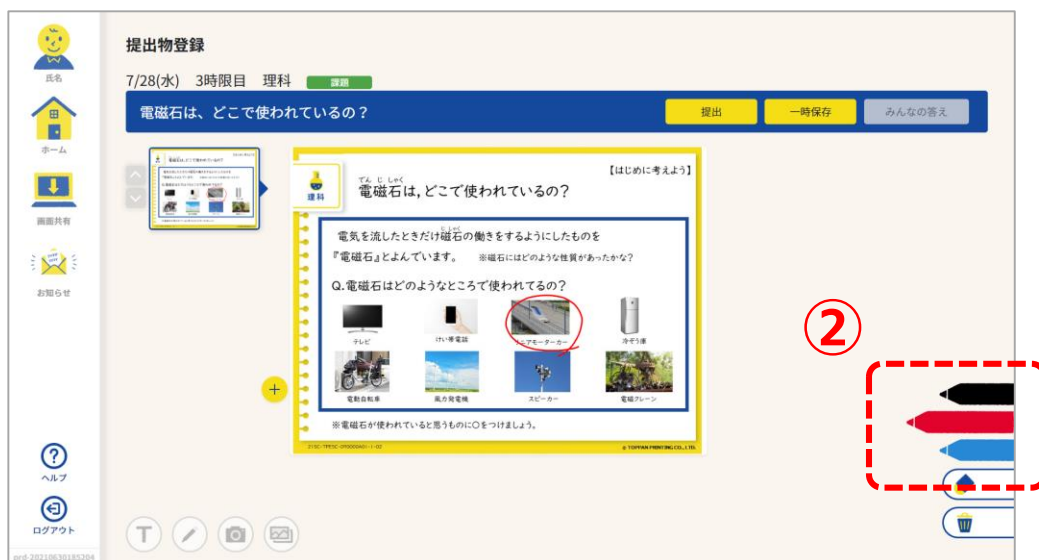 氏名
ホーム
画面共有
お知らせ
ヘルプ
ログアウト
prd-20210630185204
提出物登録
7/28(水) 3時限目 理科 課題
電磁石は、どこで使われているの?
提出 一時保存 みんなの答え
理科
【はじめに考えよう】
でん じ しゃく
電磁石は,どこで使われているの?
じ しゃく
電気を流したときだけ磁石の働きをするようにしたものを
『電磁石』とよんでいます。 ※磁石にはどのような性質があったかな?
Q.電磁石はどのようなところで使われてるの?
テレビ けい帯電話 リニアモーターカー 冷ぞう庫
電動自転車 風力発電機 スピーカー 電磁クレーン
※電磁石が使われていると思うものに○をつけましょう。
© TOPPAN PRINTING CO., LTD.
+
T
②